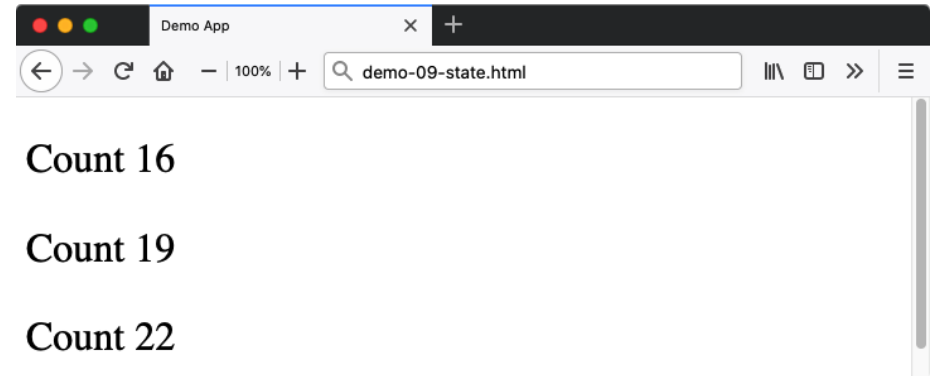 Demo App
100%
demo-09-state.html
Count 16
Count 19
Count 22